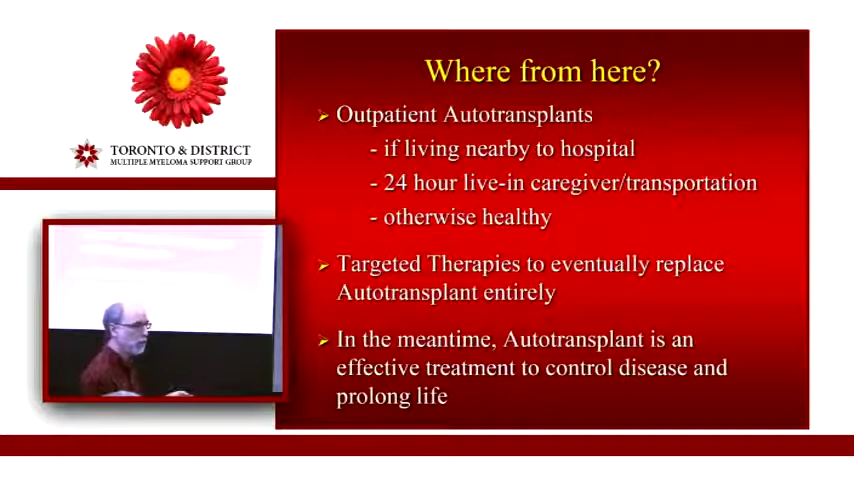 TORONTO & DISTRICT
MULTIPLE MYELOMA SUPPORT GROUP
Where from here?
➢ Outpatient Autotransplants
- if living nearby to hospital
- 24 hour live-in caregiver/transportation
- otherwise healthy
➢ Targeted Therapies to eventually replace
Autotransplant entirely
➢ In the meantime, Autotransplant is an
effective treatment to control disease and
prolong life